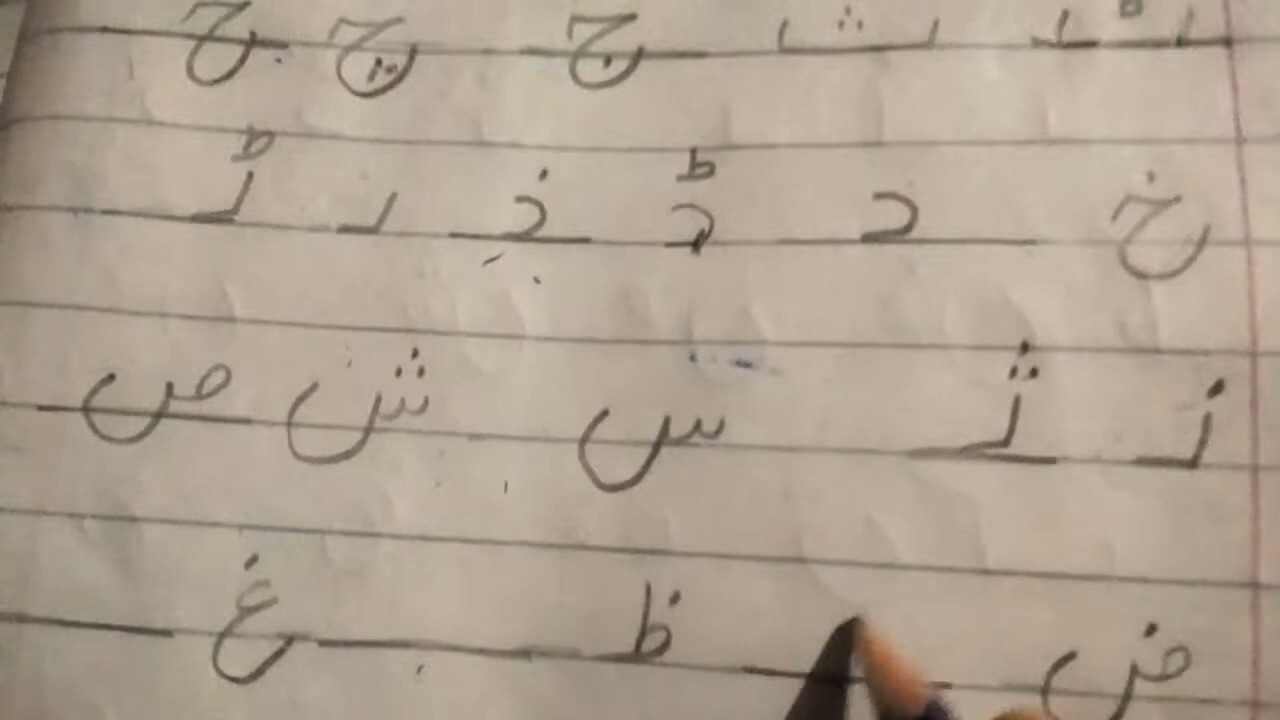 ٹ ث ج چ ح
خ د ڈ ذ ر ڑ
ز ژ س ش ص
ض ظ غ